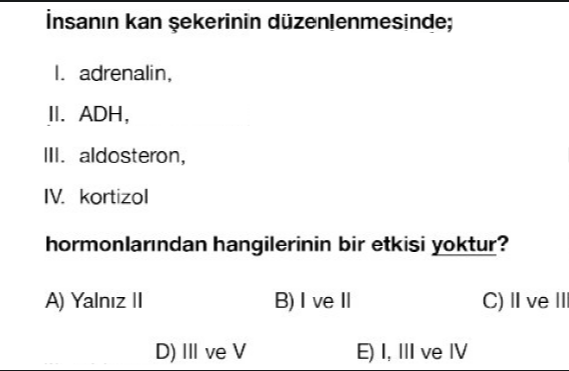 İnsanın kan şekerinin düzenlenmesinde;
I. adrenalin,
II. ADH,
III. aldosteron,
IV. kortizol
hormonlarından hangilerinin bir etkisi yoktur?
A) Yalnız II B) I ve II C) II ve III
D) III ve V E) I, III ve IV